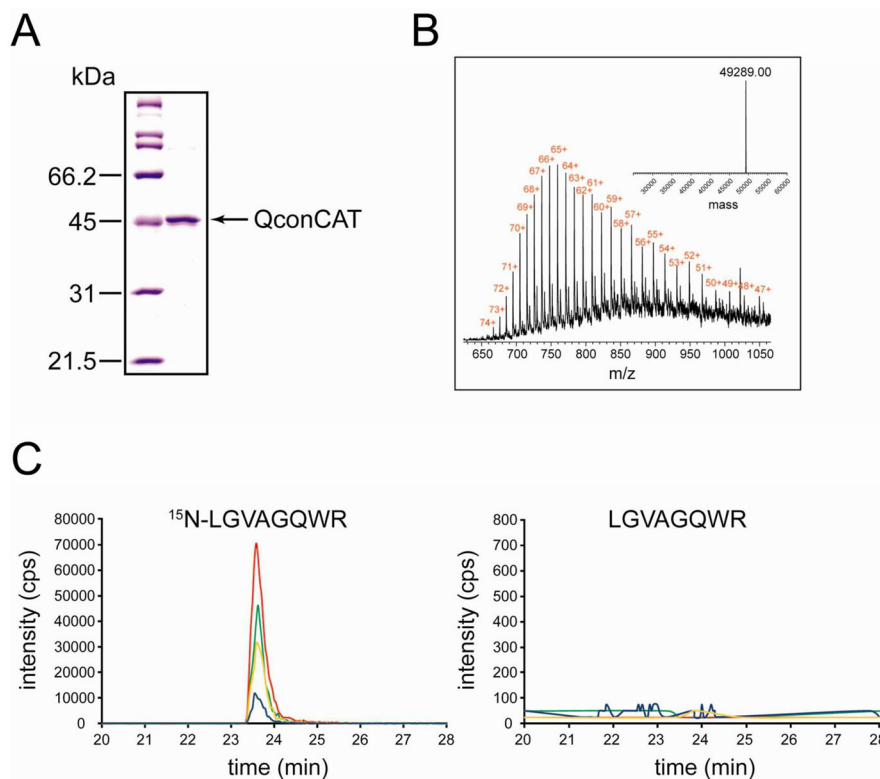 A
kDa
66.2
45
31
21.5
QconCAT
B
49289.00
30000 35000 40000 45000 50000 55000 60000
mass
65+
66+
64+
67+
63+
61+
68+
62+
59+
69+
60+
57+
70+
58+
55+
56+
54+
71+
53+
52+
51+
72+
50+ 49+ 48+ 47+
73+
74+
650 700 750 800 850 900 950 1000 1050
m/z
C
¹⁵N-LGVAGQWR
intensity (cps)
80000
70000
60000
50000
40000
30000
20000
10000
0
20 21 22 23 24 25 26 27 28
time (min)
LGVAGQWR
intensity (cps)
800
700
600
500
400
300
200
100
0
20 21 22 23 24 25 26 27 28
time (min)